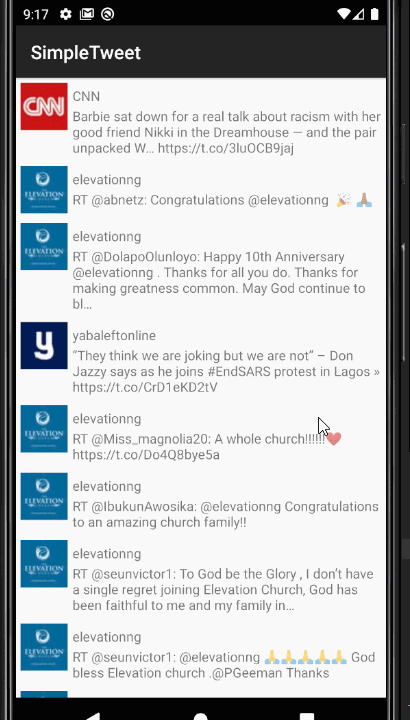 9:17
SimpleTweet
CNN
CNN
Barbie sat down for a real talk about racism with her
good friend Nikki in the Dreamhouse — and the pair
unpacked W… https://t.co/3luOCB9jaj
ELEVATION
elevationng
RT @abnetz: Congratulations @elevationng 🎉 🙏🏽
ELEVATION
elevationng
RT @DolapoOlunloyo: Happy 10th Anniversary
@elevationng . Thanks for all you do. Thanks for
making greatness common. May God continue to
bl…
y
yabaleftonline
“They think we are joking but we are not” – Don
Jazzy says as he joins #EndSARS protest in Lagos »
https://t.co/CrD1eKD2tV
ELEVATION
elevationng
RT @Miss_magnolia20: A whole church!!!!!!❤️
https://t.co/Do4Q8bye5a
ELEVATION
elevationng
RT @IbukunAwosika: @elevationng Congratulations
to an amazing church family!!
ELEVATION
elevationng
RT @seunvictor1: To God be the Glory , I don’t have
a single regret joining Elevation Church, God has
been faithful to me and my family in…
ELEVATION
elevationng
RT @seunvictor1: @elevationng 🙏🙏🙏🙏🙏 God
bless Elevation church .@PGeeman Thanks